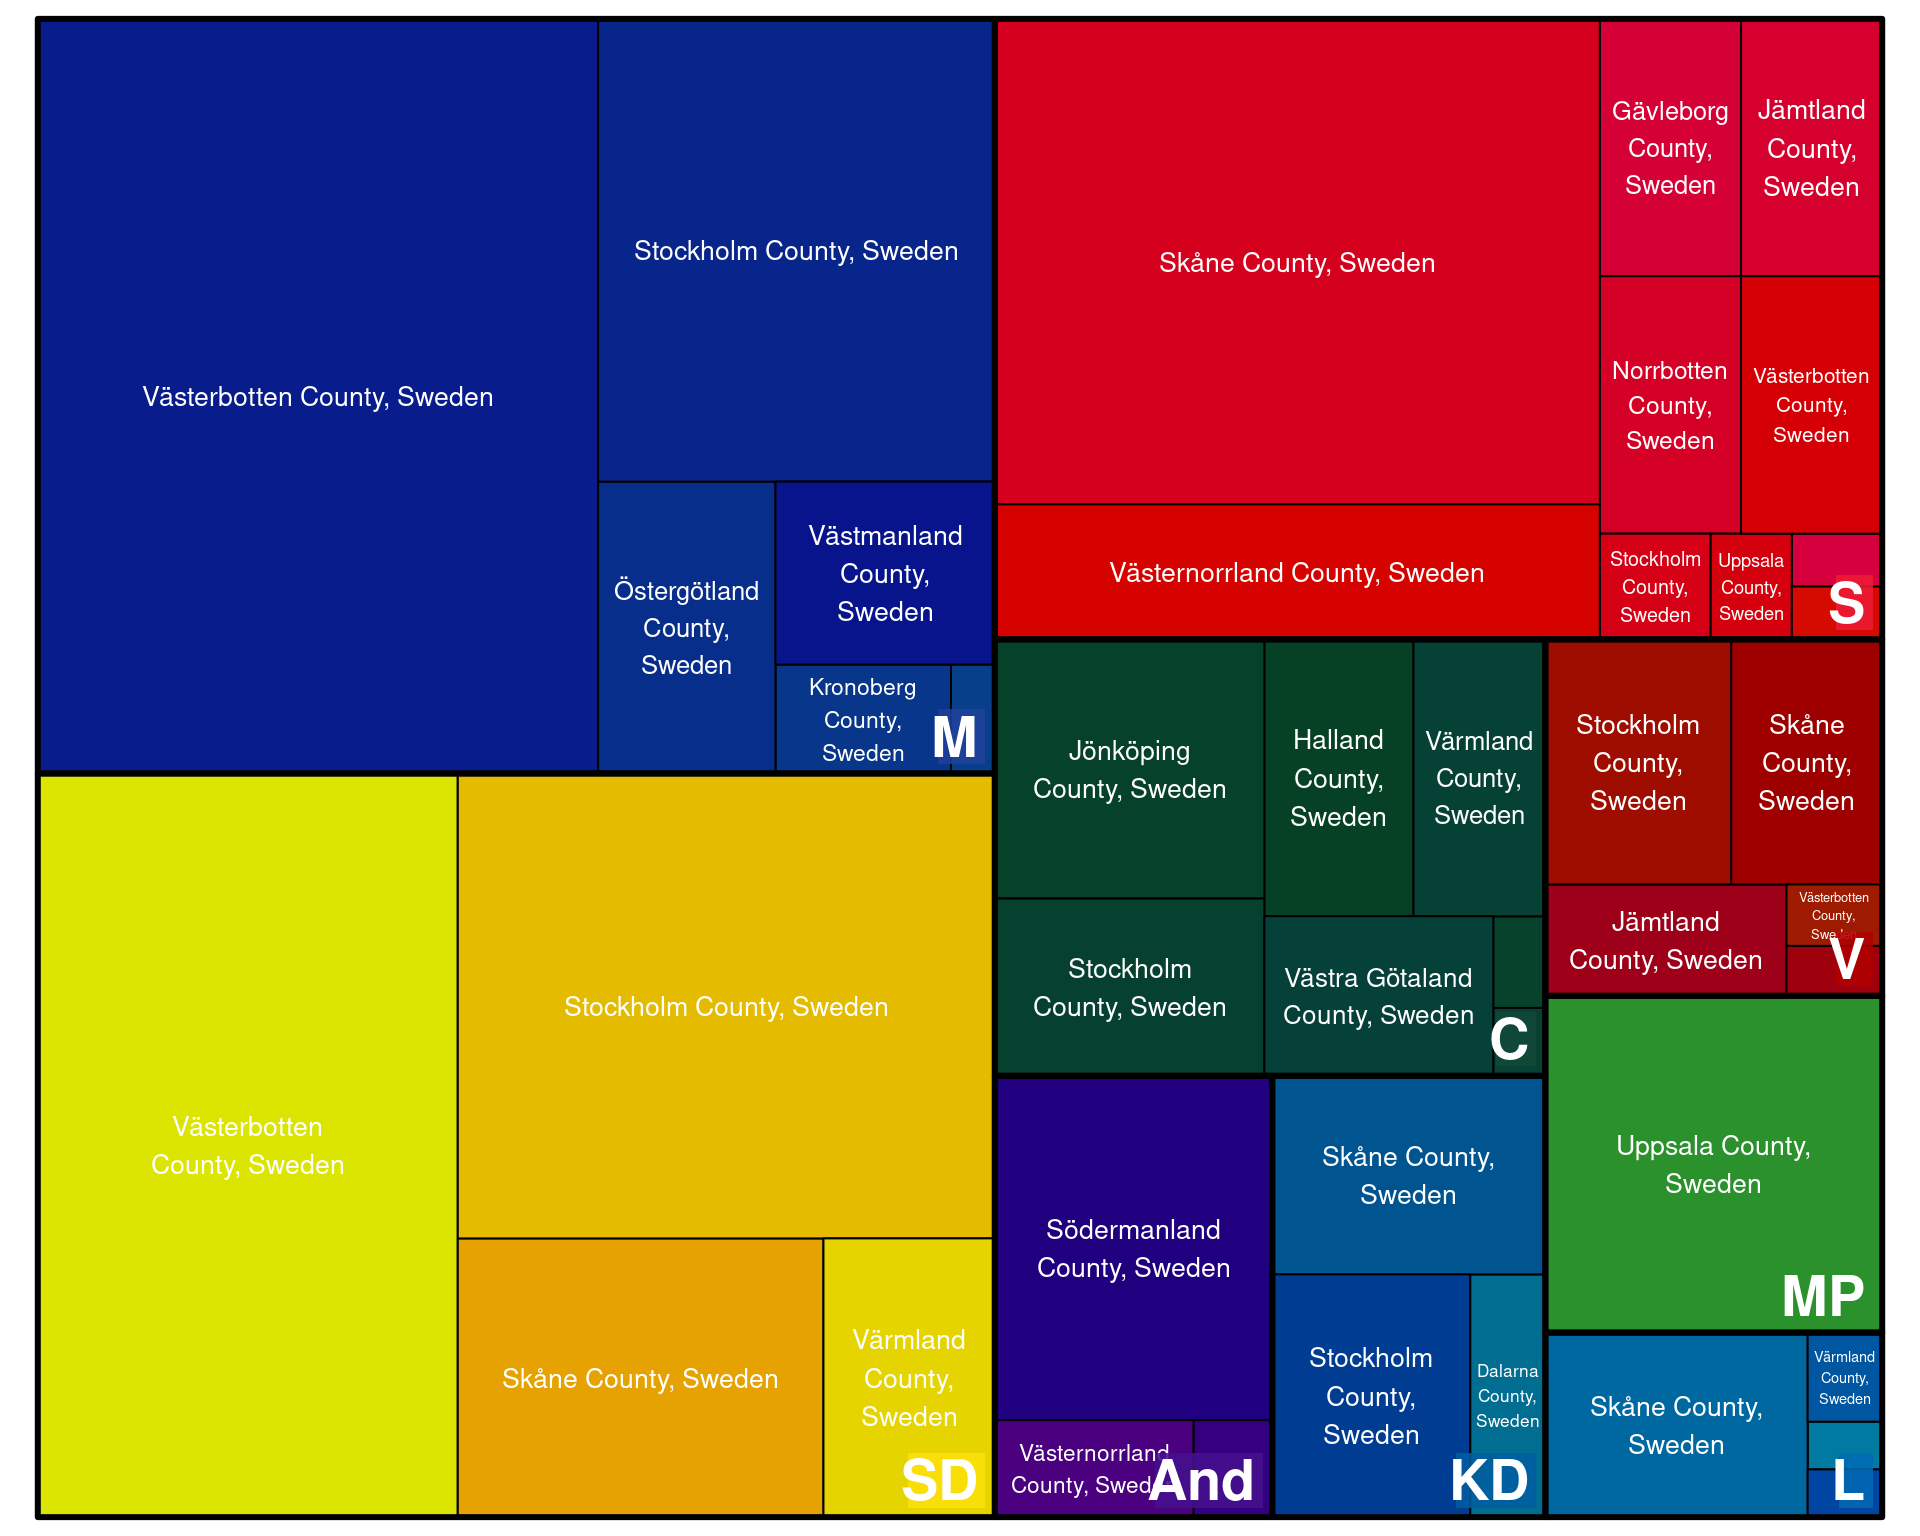 Västerbotten County, Sweden
Stockholm County, Sweden
Östergötland
County,
Sweden
Västmanland
County,
Sweden
Kronoberg
County,
Sweden
M
Skåne County, Sweden
Västernorrland County, Sweden
Gävleborg
County,
Sweden
Jämtland
County,
Sweden
Norrbotten
County,
Sweden
Västerbotten
County,
Sweden
Stockholm
County,
Sweden
Uppsala
County,
Sweden
S
Västerbotten
County, Sweden
Stockholm County, Sweden
Skåne County, Sweden
Värmland
County,
Sweden
SD
Jönköping
County, Sweden
Stockholm
County, Sweden
Halland
County,
Sweden
Värmland
County,
Sweden
Västra Götaland
County, Sweden
C
Stockholm
County,
Sweden
Skåne
County,
Sweden
Jämtland
County, Sweden
Västerbotten
County,
Sweden
V
Södermanland
County, Sweden
Västernorrland
County, Sweden
And
Skåne County,
Sweden
Stockholm
County,
Sweden
Dalarna
County,
Sweden
KD
Uppsala County,
Sweden
MP
Skåne County,
Sweden
Värmland
County,
Sweden
L